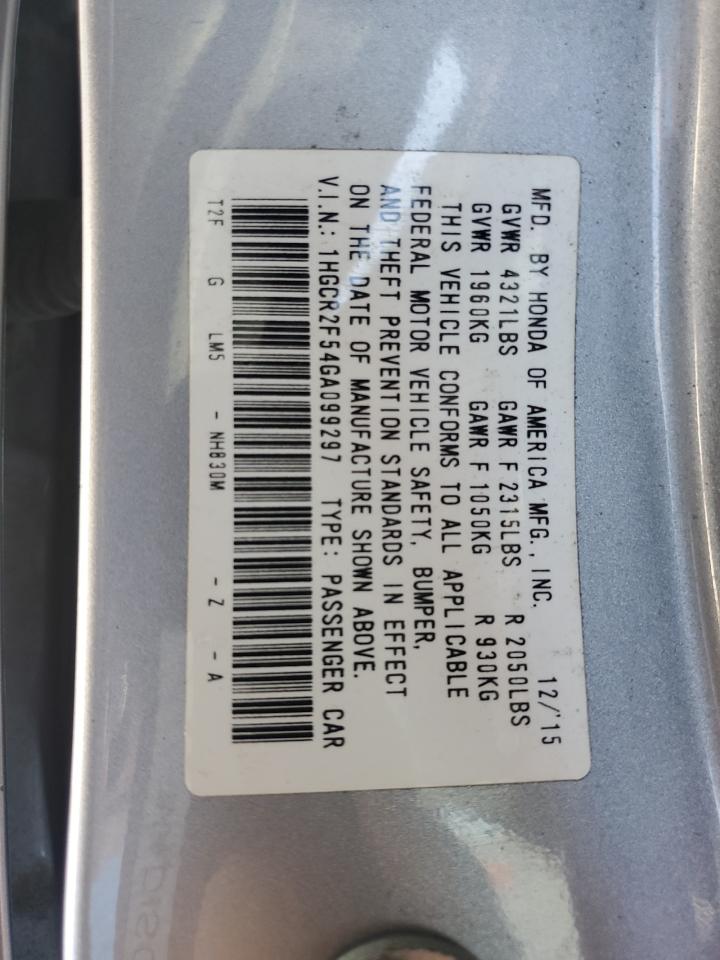 MFD. BY HONDA OF AMERICA MFG., INC. 12/'15
GVWR 4321LBS GAWR F 2315LBS R 2050LBS
GVWR 1960KG GAWR F 1050KG R 930KG
THIS VEHICLE CONFORMS TO ALL APPLICABLE
FEDERAL MOTOR VEHICLE SAFETY, BUMPER,
AND THEFT PREVENTION STANDARDS IN EFFECT
ON THE DATE OF MANUFACTURE SHOWN ABOVE.
V.I.N.: 1HGCR2F54GA099297 TYPE: PASSENGER CAR
T2F G LM5 - NH830M - Z - A